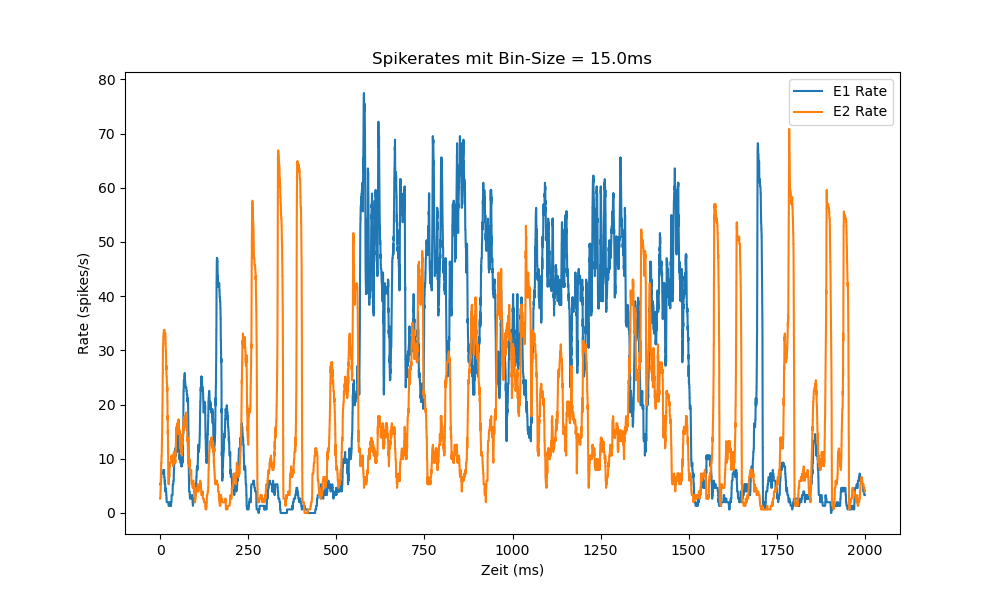 Spikerates mit Bin-Size = 15.0ms
E1 Rate
E2 Rate
80
70
60
50
40
30
20
10
0
Rate (spikes/s)
0 250 500 750 1000 1250 1500 1750 2000
Zeit (ms)